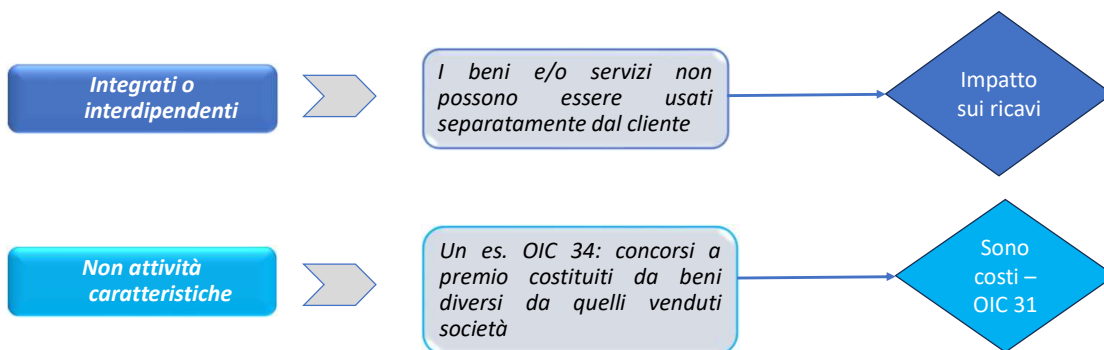 Integrati o
interdipendenti
I beni e/o servizi non
possono essere usati
separatamente dal cliente
Impatto
sui ricavi
Non attività
caratteristiche
Un es. OIC 34: concorsi a
premio costituiti da beni
diversi da quelli venduti
società
Sono
costi –
OIC 31